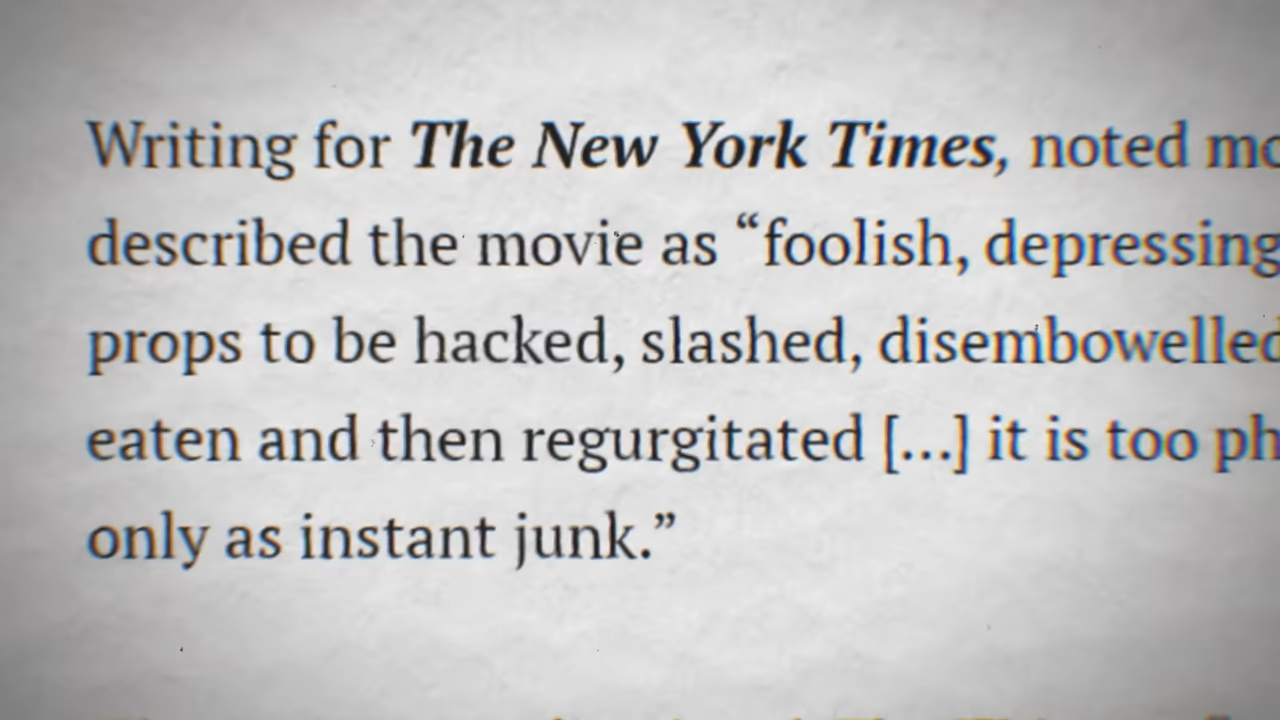 Writing for The New York Times, noted
described the movie as “foolish, depressing
props to be hacked, slashed, disembowelled
eaten and then regurgitated [...] it is too
only as instant junk.”